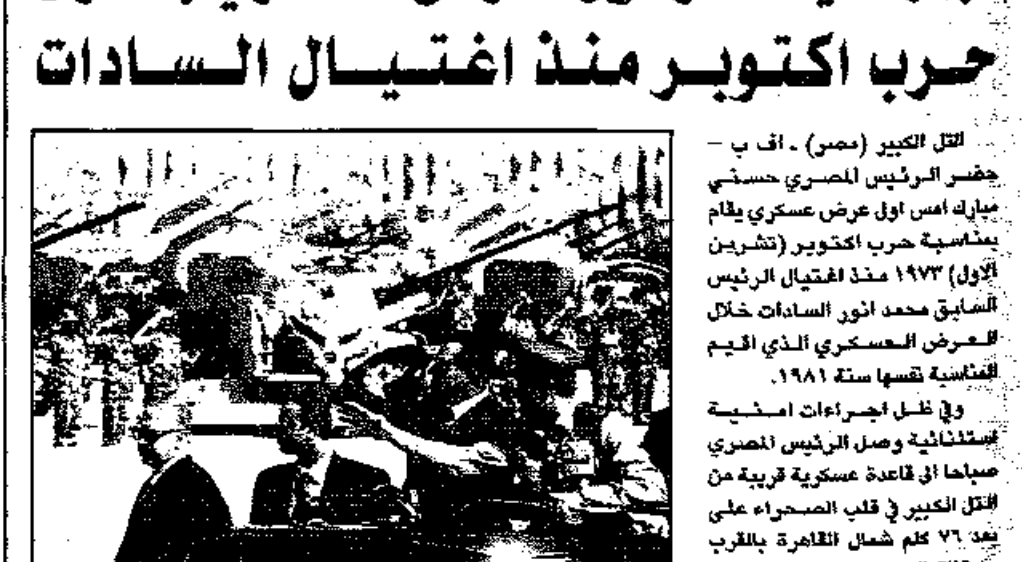 حرب اكتوبر منذ اغتيال السادات
التل الكبير (مصر) - اف ب -
حضر الرئيس المصري حسني
مبارك امس اول عرض عسكري يقام
بمناسبة حرب اكتوبر (تشرين
الاول) ١٩٧٣ منذ اغتيال الرئيس
السابق محمد انور السادات خلال
العرض العسكري الذي اقيم
للمناسبة نفسها سنة ١٩٨١.
وفي ظل اجراءات امنية
استثنائية وصل الرئيس المصري
صباحا الى قاعدة عسكرية قريبة من
التل الكبير في قلب الصحراء على
بعد ٧٦ كلم شمال القاهرة بالقرب